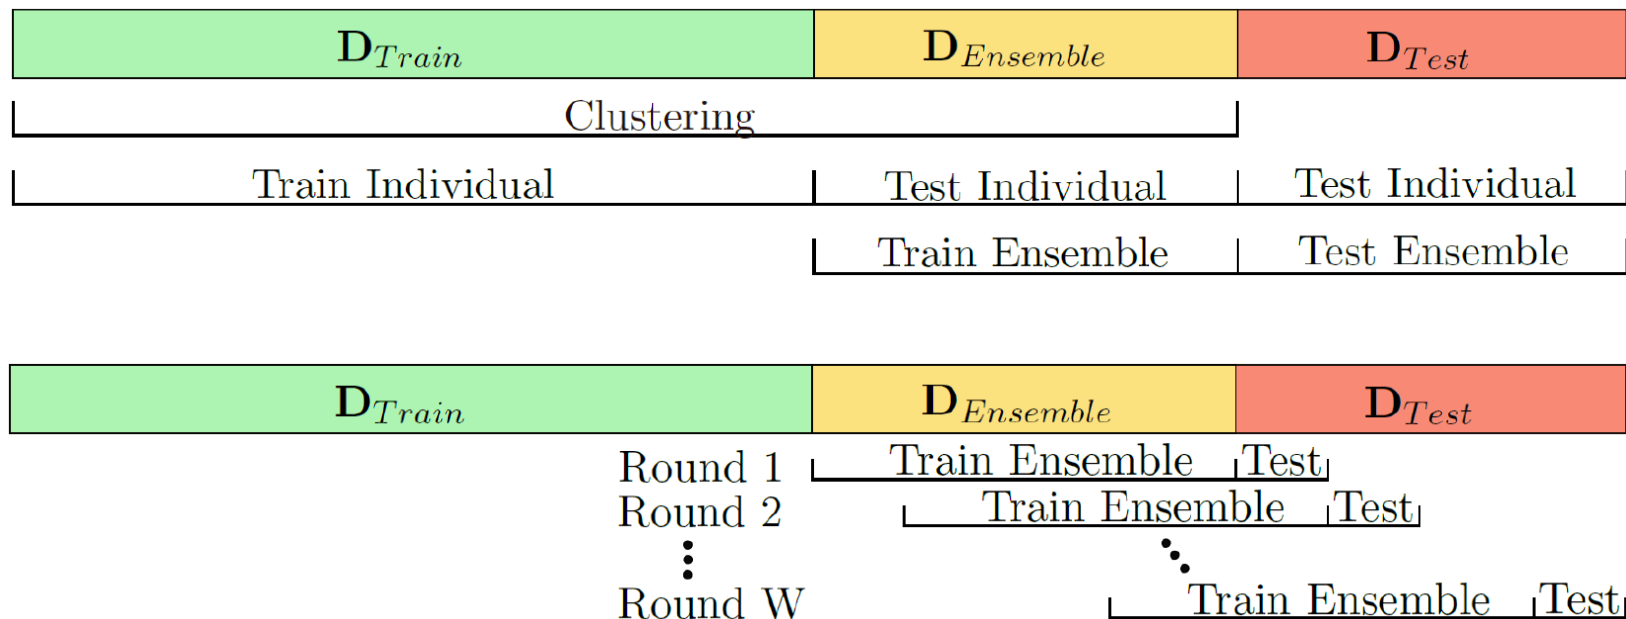 D_Train D_Ensemble D_Test
Clustering
Train Individual Test Individual Test Individual
Train Ensemble Test Ensemble
D_Train D_Ensemble D_Test
Round 1 Train Ensemble Test
Round 2 Train Ensemble Test
Round W Train Ensemble Test